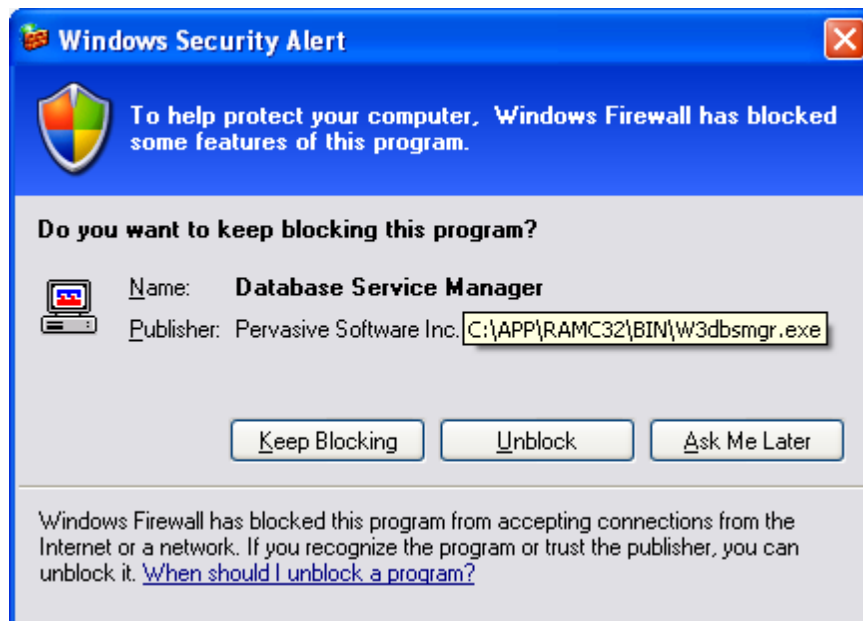 Windows Security Alert
To help protect your computer, Windows Firewall has blocked
some features of this program.
Do you want to keep blocking this program?
Name: Database Service Manager
Publisher: Pervasive Software Inc. C:\APP\RAMC32\BIN\W3dbsmgr.exe
Keep Blocking Unblock Ask Me Later
Windows Firewall has blocked this program from accepting connections from the
Internet or a network. If you recognize the program or trust the publisher, you can
unblock it. When should I unblock a program?